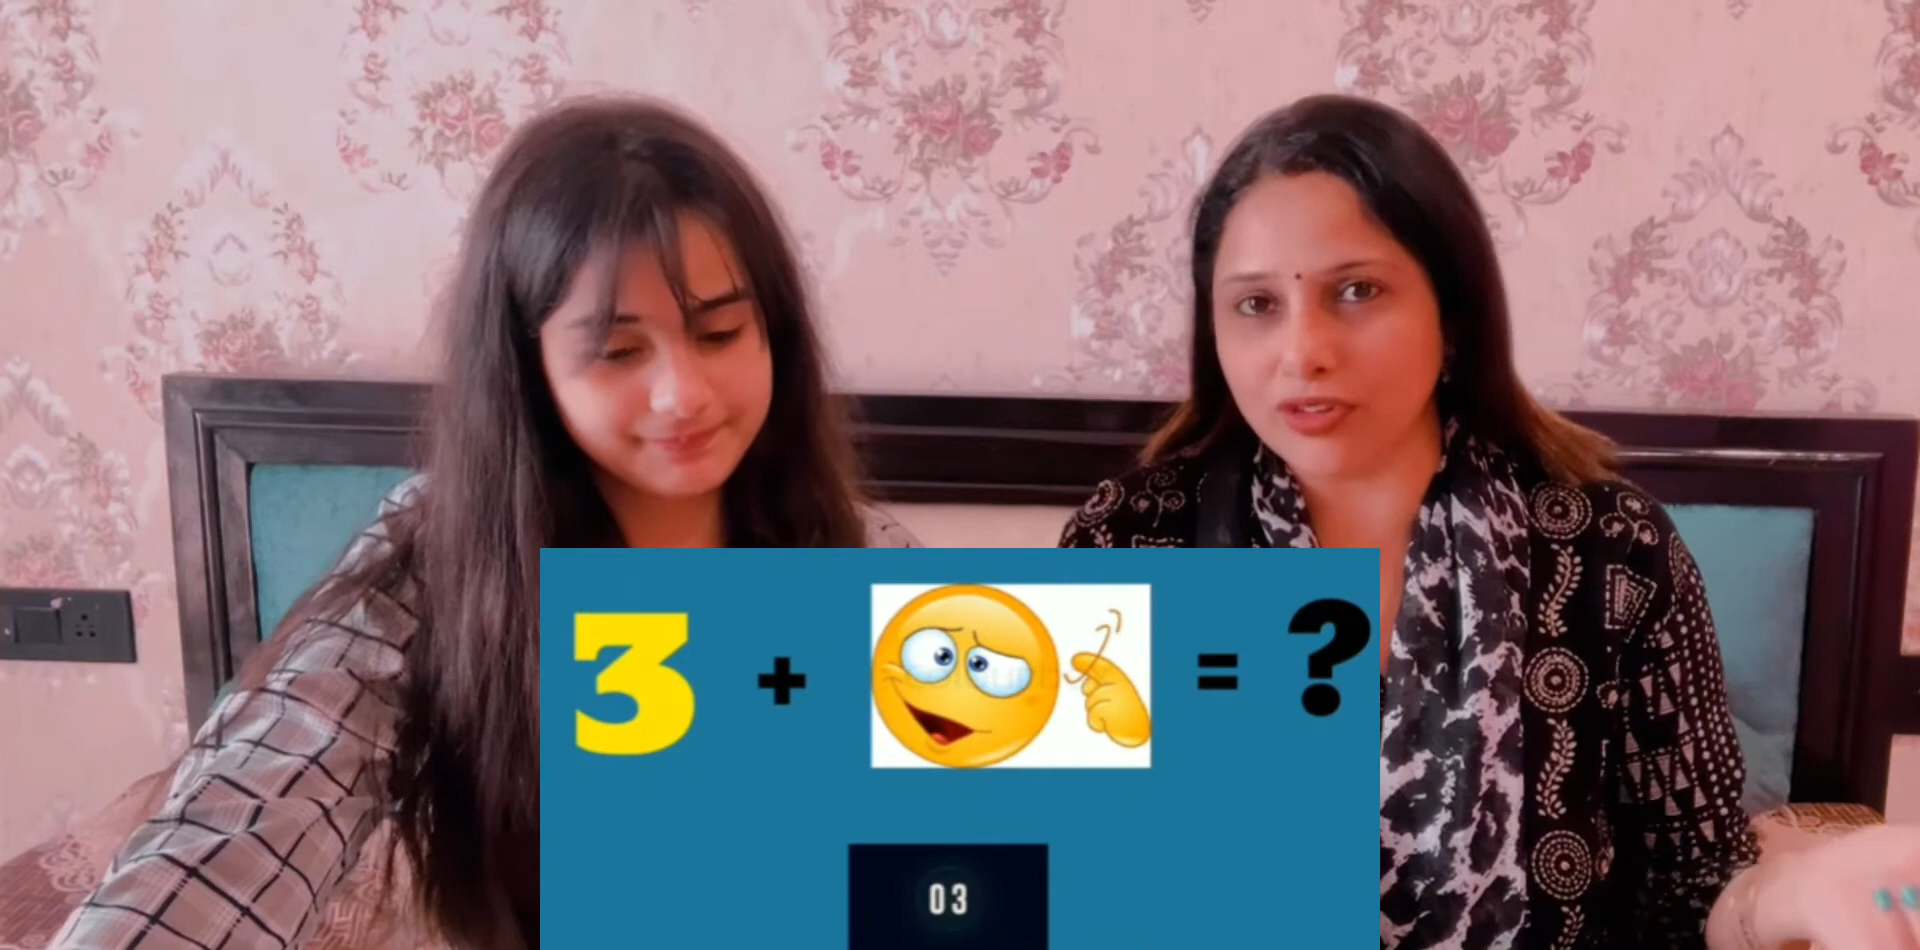 3 + = ?
03